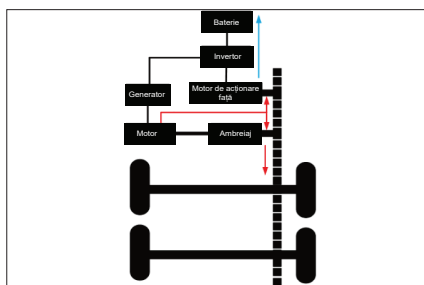 Baterie
Invertor
Motor de acționare
față
Generator
Motor
Ambreiaj